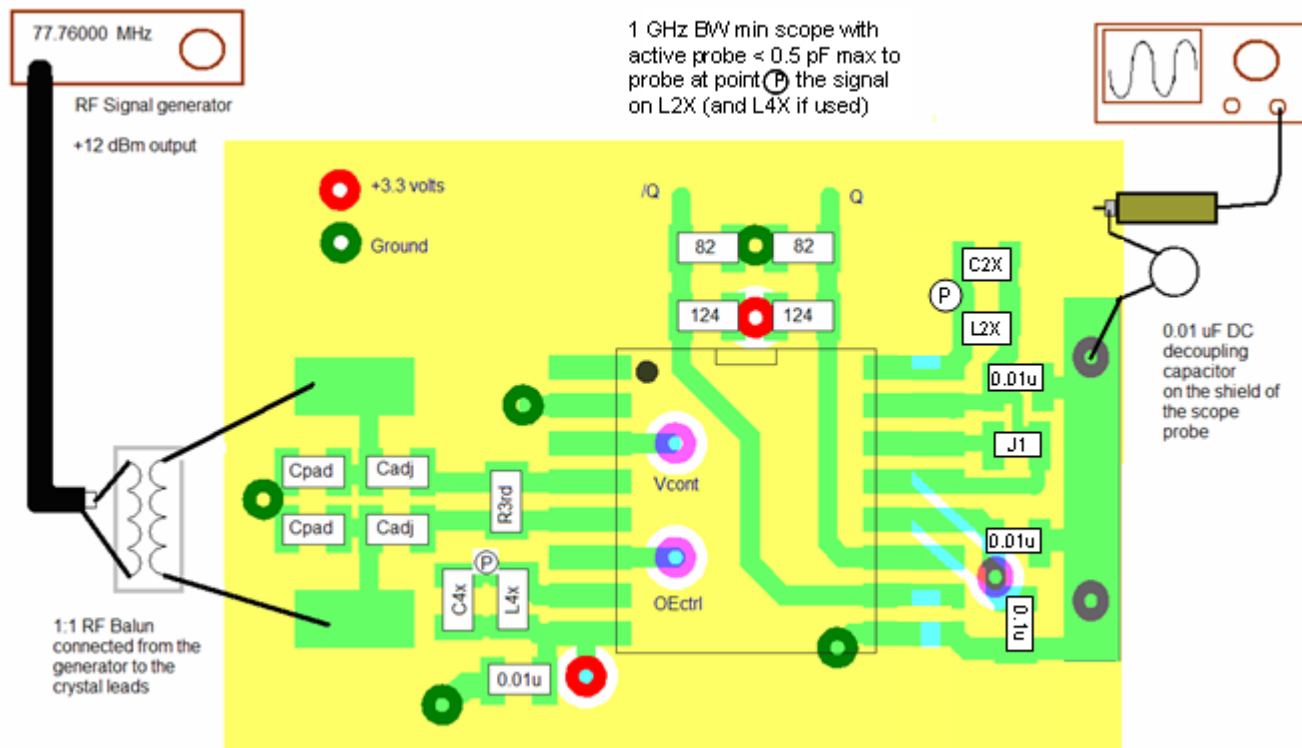 77.76000 MHz
RF Signal generator
+12 dBm output
1 GHz BW min scope with
active probe < 0.5 pF max to
probe at point P the signal
on L2X (and L4X if used)
+3.3 volts
Ground
/Q
Q
82
82
124
124
C2X
P
L2X
0.01u
J1
0.01u
0.1u
0.01 uF DC
decoupling
capacitor
on the shield of
the scope
probe
Cpad
Cadj
Cpad
Cadj
R3rd
Vcont
OEctrl
P
C4x
L4x
0.01u
1:1 RF Balun
connected from the
generator to the
crystal leads